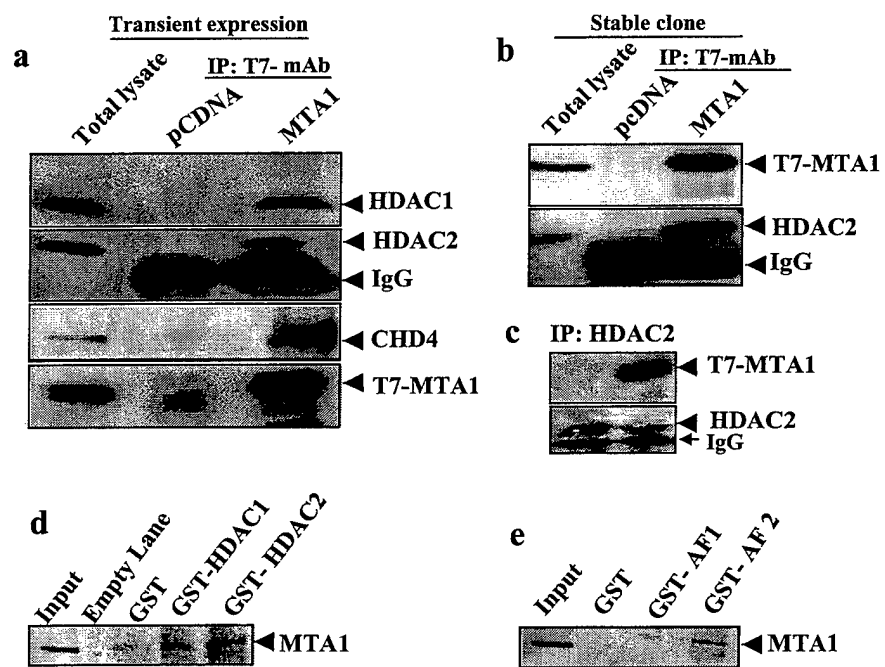 Transient expression
a
IP: T7- mAb
Total lysate
pCDNA
MTA1
HDAC1
HDAC2
IgG
CHD4
T7-MTA1
Stable clone
b
IP: T7-mAb
Total lysate
pcDNA
MTA1
T7-MTA1
HDAC2
IgG
c IP: HDAC2
T7-MTA1
HDAC2
IgG
d
Input
Empty Lane
GST
GST-HDAC1
GST- HDAC2
MTA1
e
Input
GST
GST- AF1
GST- AF 2
MTA1